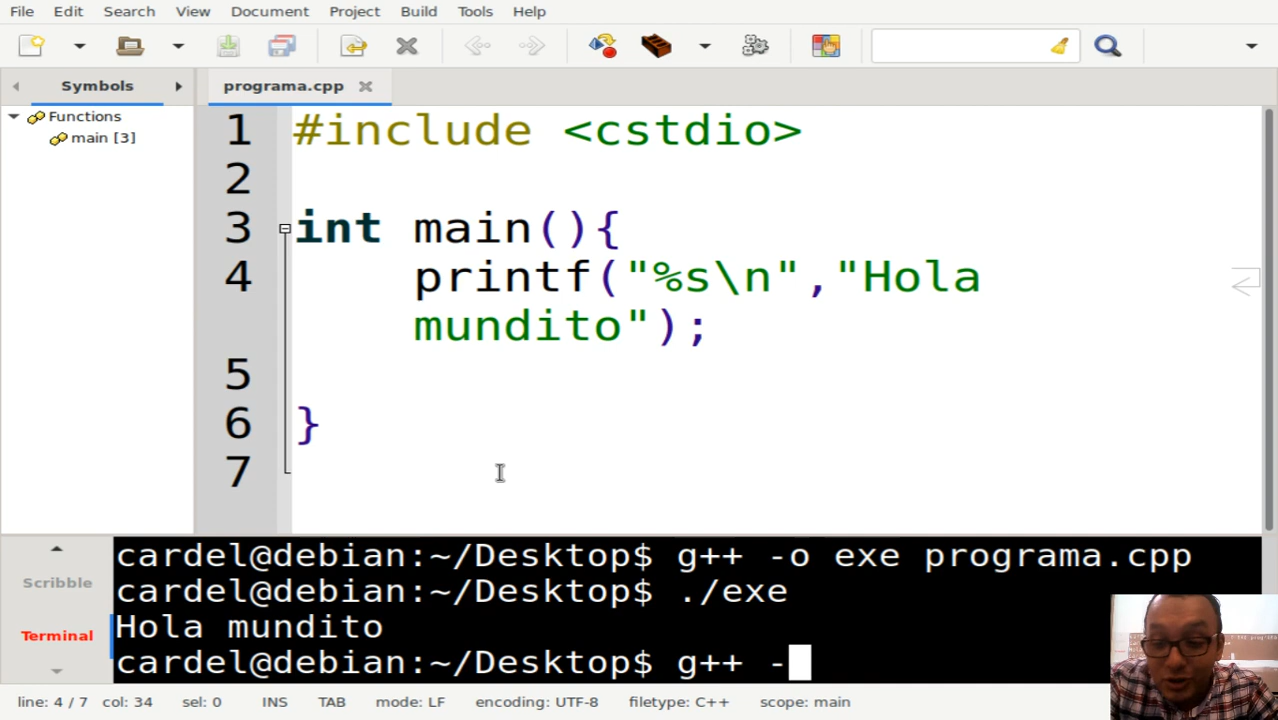 File Edit Search View Document Project Build Tools Help
Symbols programa.cpp
Functions
main [3]
1 #include <cstdio>
2
3 int main(){
4 printf("%s\n","Hola
mundito");
5
6 }
7
cardel@debian:~/Desktop$ g++ -o exe programa.cpp
Scribble
cardel@debian:~/Desktop$ ./exe
Terminal
Hola mundito
cardel@debian:~/Desktop$ g++ -
line: 4 / 7 col: 34 sel: 0 INS TAB mode: LF encoding: UTF-8 filetype: C++ scope: main